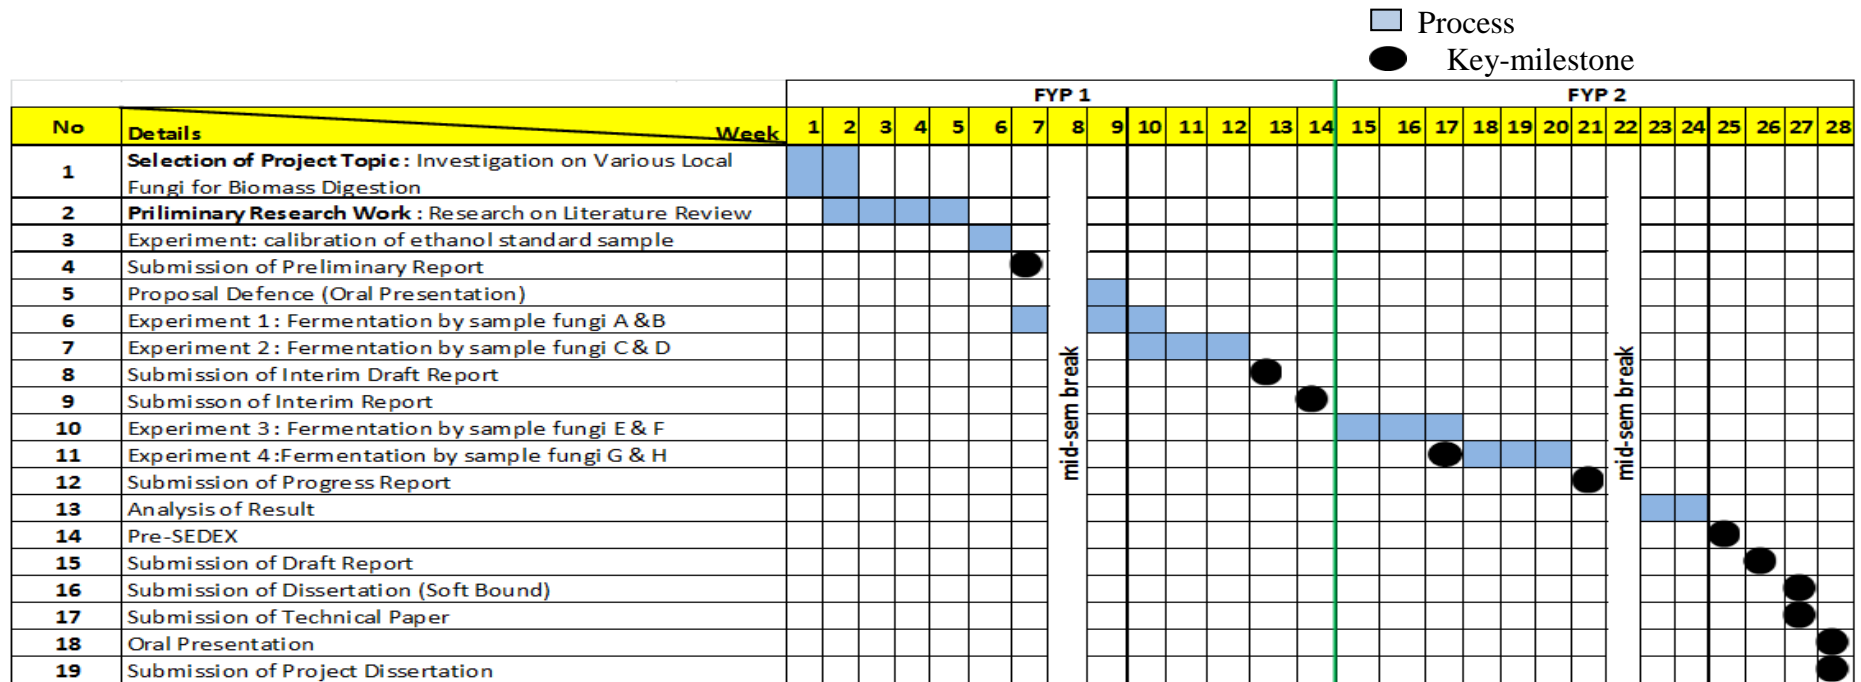 Process
Key-milestone
FYP 1 FYP 2
No Details Week 1 2 3 4 5 6 7 8 9 10 11 12 13 14 15 16 17 18 19 20 21 22 23 24 25 26 27 28
1 Selection of Project Topic : Investigation on Various Local
Fungi for Biomass Digestion
2 Priliminary Research Work : Research on Literature Review
3 Experiment: calibration of ethanol standard sample
4 Submission of Preliminary Report
5 Proposal Defence (Oral Presentation)
6 Experiment 1 : Fermentation by sample fungi A &B
7 Experiment 2 : Fermentation by sample fungi C & D
8 Submission of Interim Draft Report
9 Submisson of Interim Report
10 Experiment 3 : Fermentation by sample fungi E & F
11 Experiment 4 :Fermentation by sample fungi G & H
12 Submission of Progress Report
13 Analysis of Result
14 Pre-SEDEX
15 Submission of Draft Report
16 Submission of Dissertation (Soft Bound)
17 Submission of Technical Paper
18 Oral Presentation
19 Submission of Project Dissertation
mid-sem break
mid-sem break